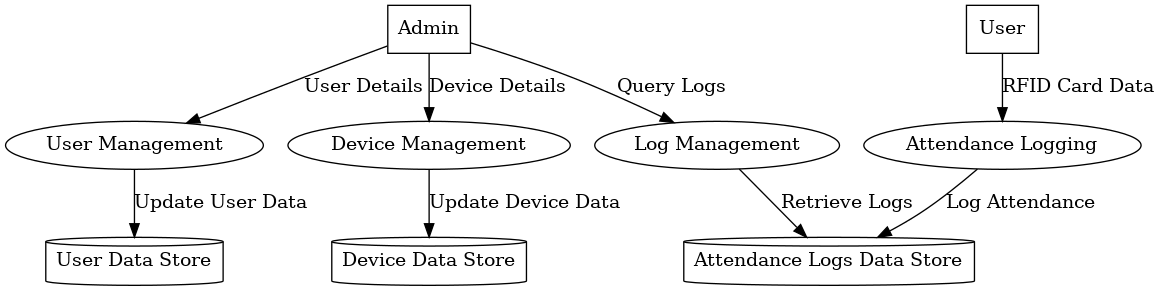 Admin
User
User Details
Device Details
Query Logs
RFID Card Data
User Management
Device Management
Log Management
Attendance Logging
Update User Data
Update Device Data
Retrieve Logs
Log Attendance
User Data Store
Device Data Store
Attendance Logs Data Store